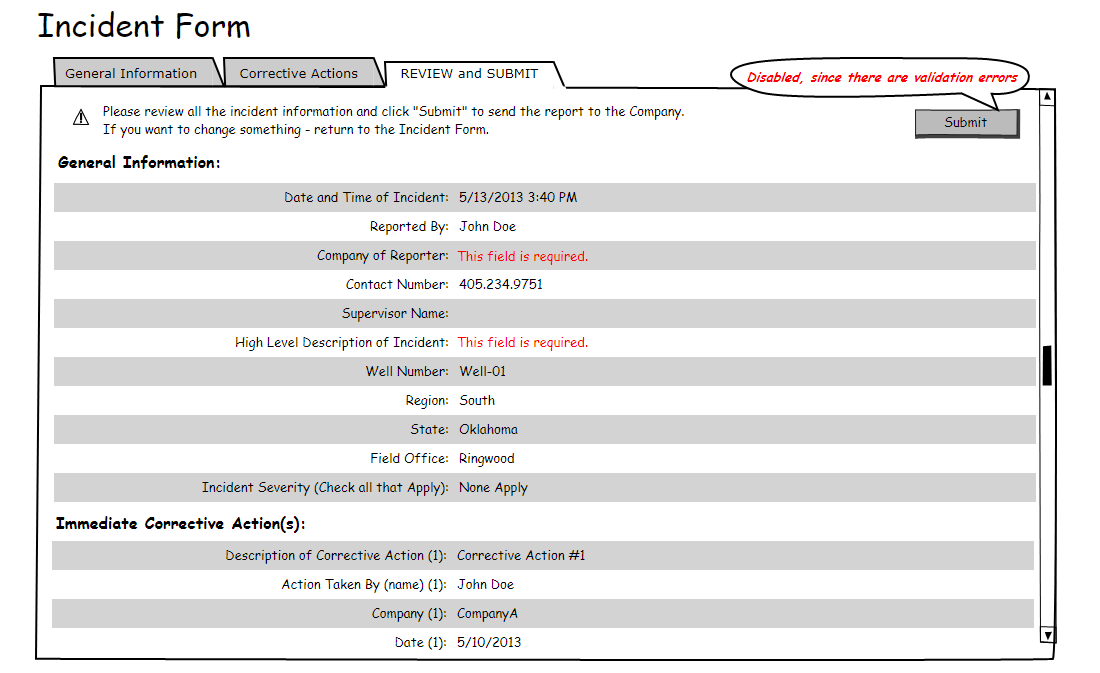 Incident Form
General Information
Corrective Actions
REVIEW and SUBMIT
Disabled, since there are validation errors
Please review all the incident information and click "Submit" to send the report to the Company.
If you want to change something - return to the Incident Form.
Submit
General Information:
Date and Time of Incident: 5/13/2013 3:40 PM
Reported By: John Doe
Company of Reporter: This field is required.
Contact Number: 405.234.9751
Supervisor Name:
High Level Description of Incident: This field is required.
Well Number: Well-01
Region: South
State: Oklahoma
Field Office: Ringwood
Incident Severity (Check all that Apply): None Apply
Immediate Corrective Action(s):
Description of Corrective Action (1): Corrective Action #1
Action Taken By (name) (1): John Doe
Company (1): CompanyA
Date (1): 5/10/2013